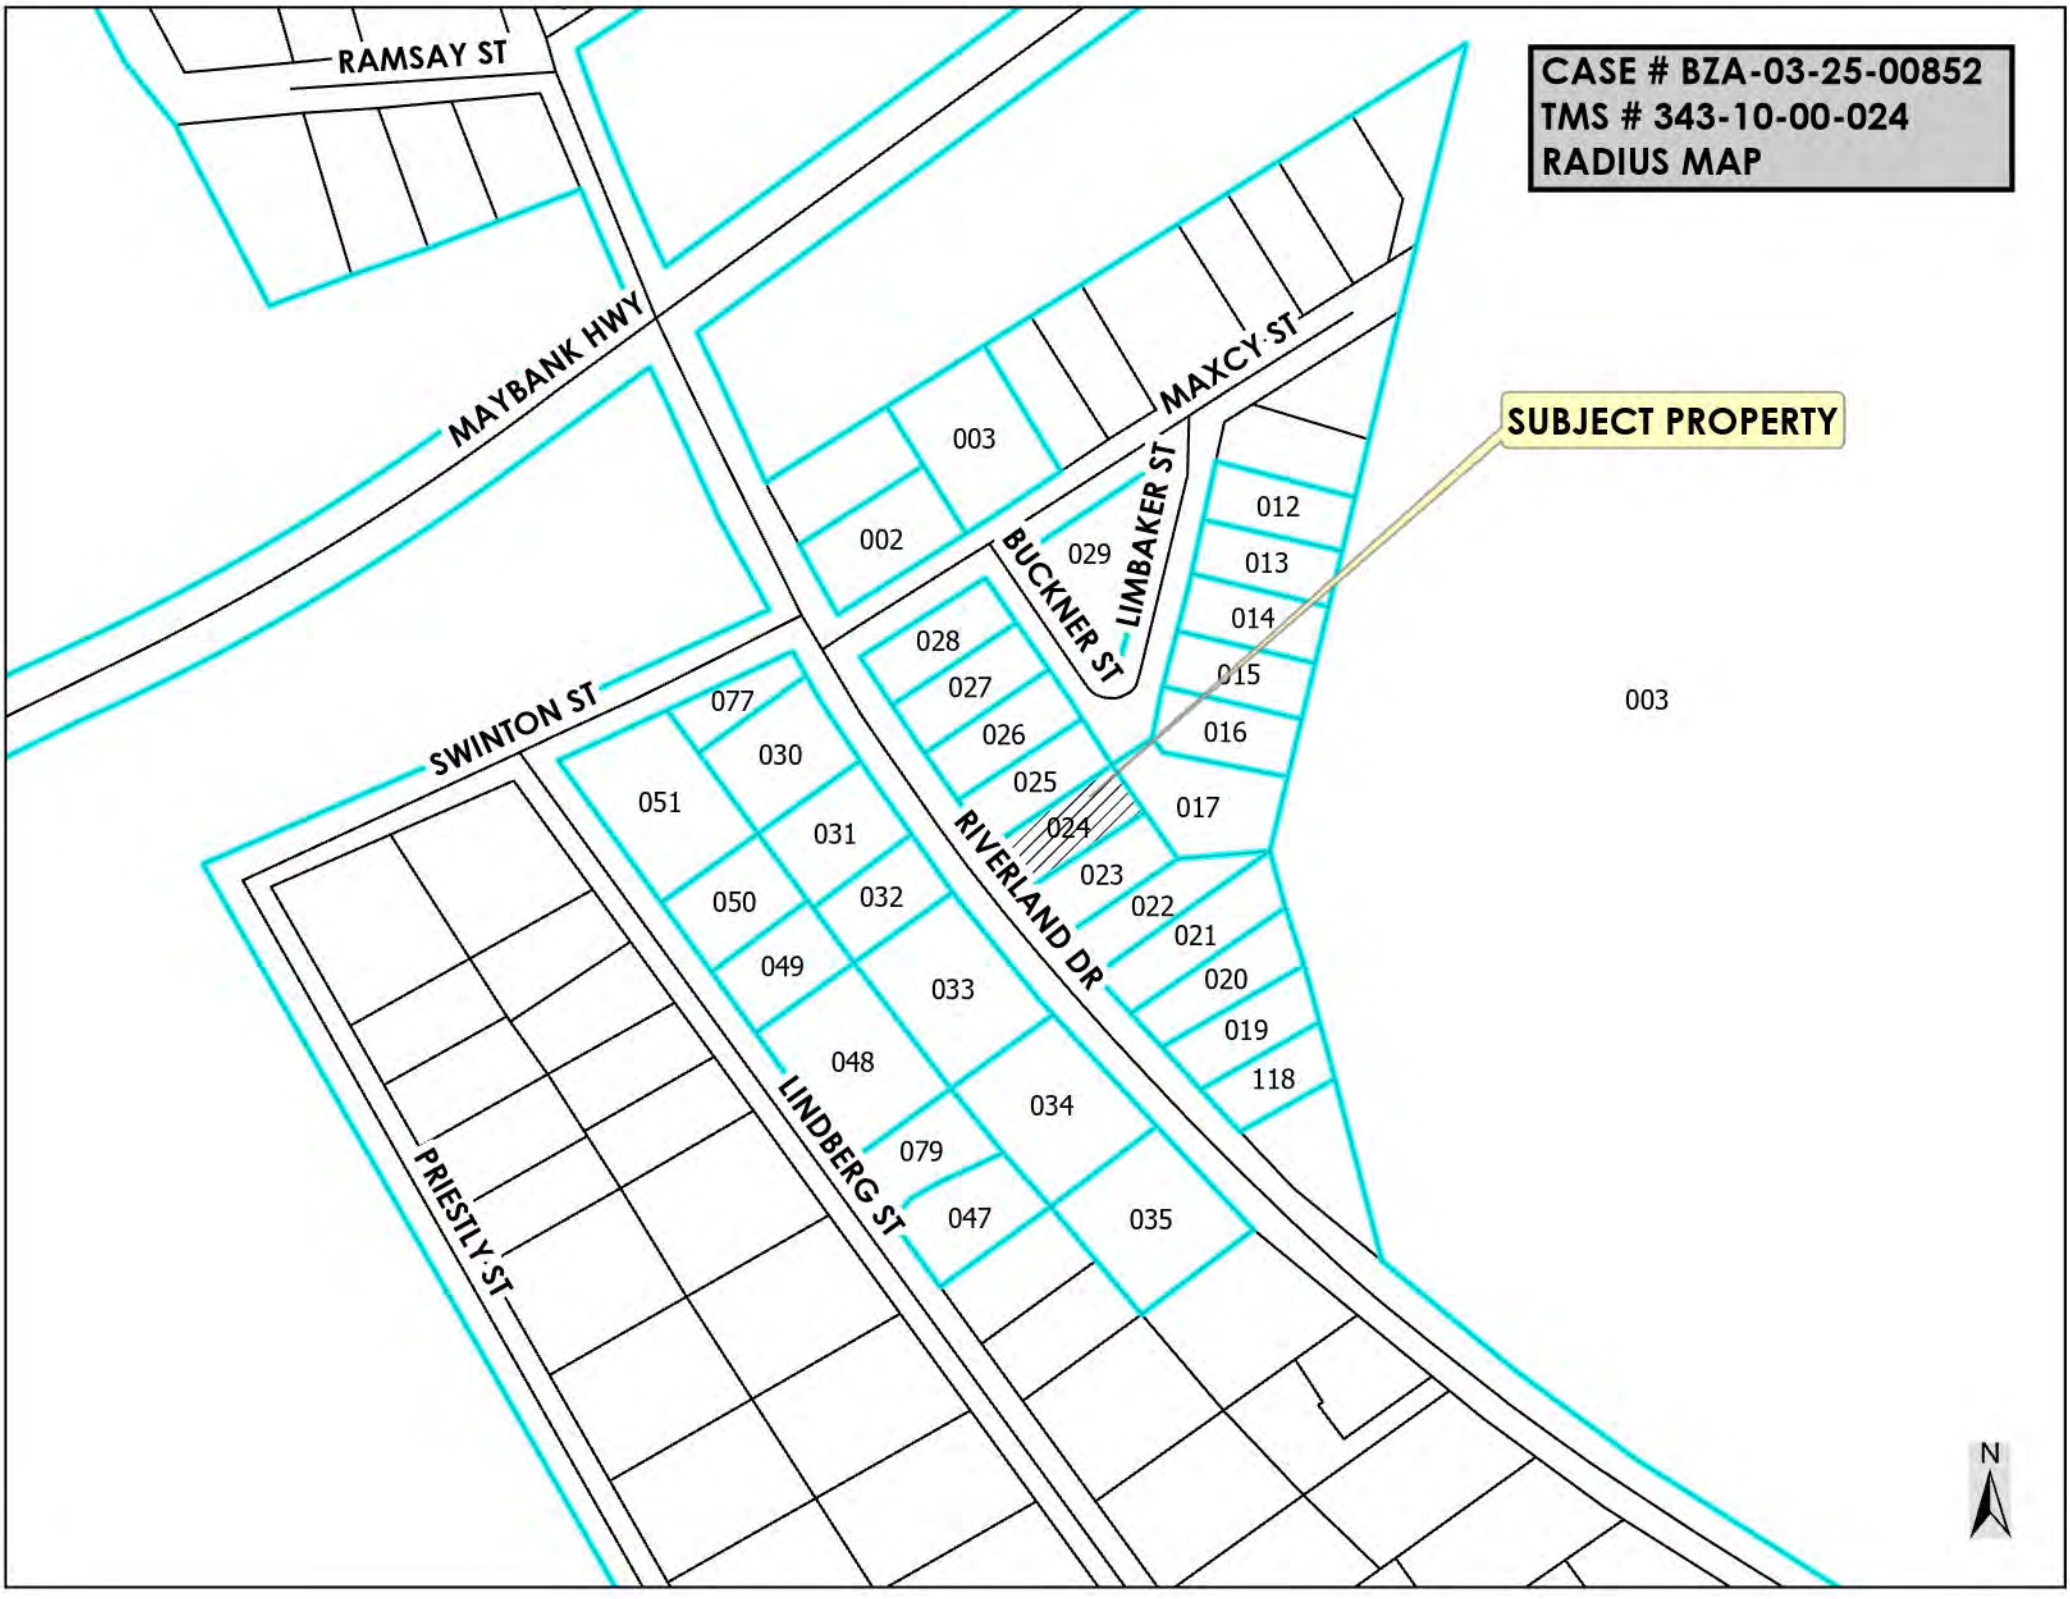 RAMSAY ST
CASE # BZA-03-25-00852
TMS # 343-10-00-024
RADIUS MAP
MAYBANK HWY
MAXCY ST
SUBJECT PROPERTY
003
002
LIMBAKER ST
BUCKNER ST
029
012
013
014
015
016
017
003
028
027
026
025
024
023
022
021
020
019
118
SWINTON ST
077
030
051
031
032
050
049
033
048
034
079
047
035
RIVERLAND DR
LINDBERG ST
PRIESTLY ST
N